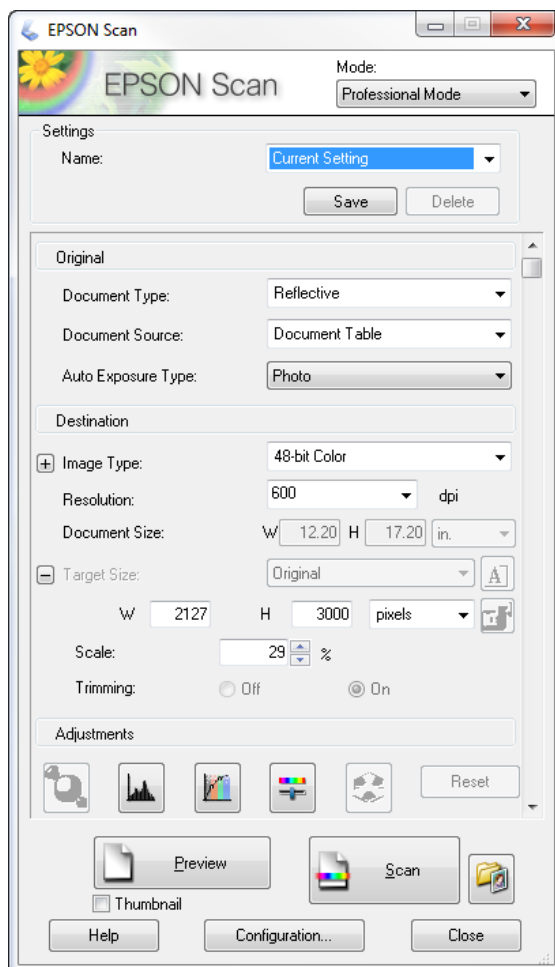 EPSON Scan
EPSON Scan
Mode:
Professional Mode
Settings
Name:
Current Setting
Save
Delete
Original
Document Type:
Reflective
Document Source:
Document Table
Auto Exposure Type:
Photo
Destination
Image Type:
48-bit Color
Resolution:
600
dpi
Document Size:
W 12.20 H 17.20 in.
Target Size:
Original
A
W 2127 H 3000 pixels
Scale:
29 %
Trimming:
Off
On
Adjustments
Reset
Preview
Scan
Thumbnail
Help
Configuration...
Close